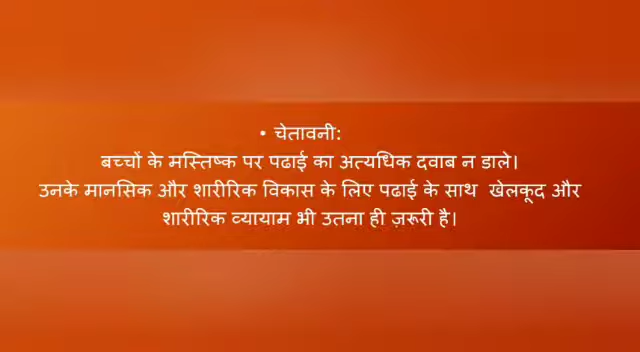 • चेतावनी:
बच्चों के मस्तिष्क पर पढाई का अत्यधिक दवाब न डाले।
उनके मानसिक और शारीरिक विकास के लिए पढाई के साथ खेलकूद और
शारीरिक व्यायाम भी उतना ही ज़रूरी है।